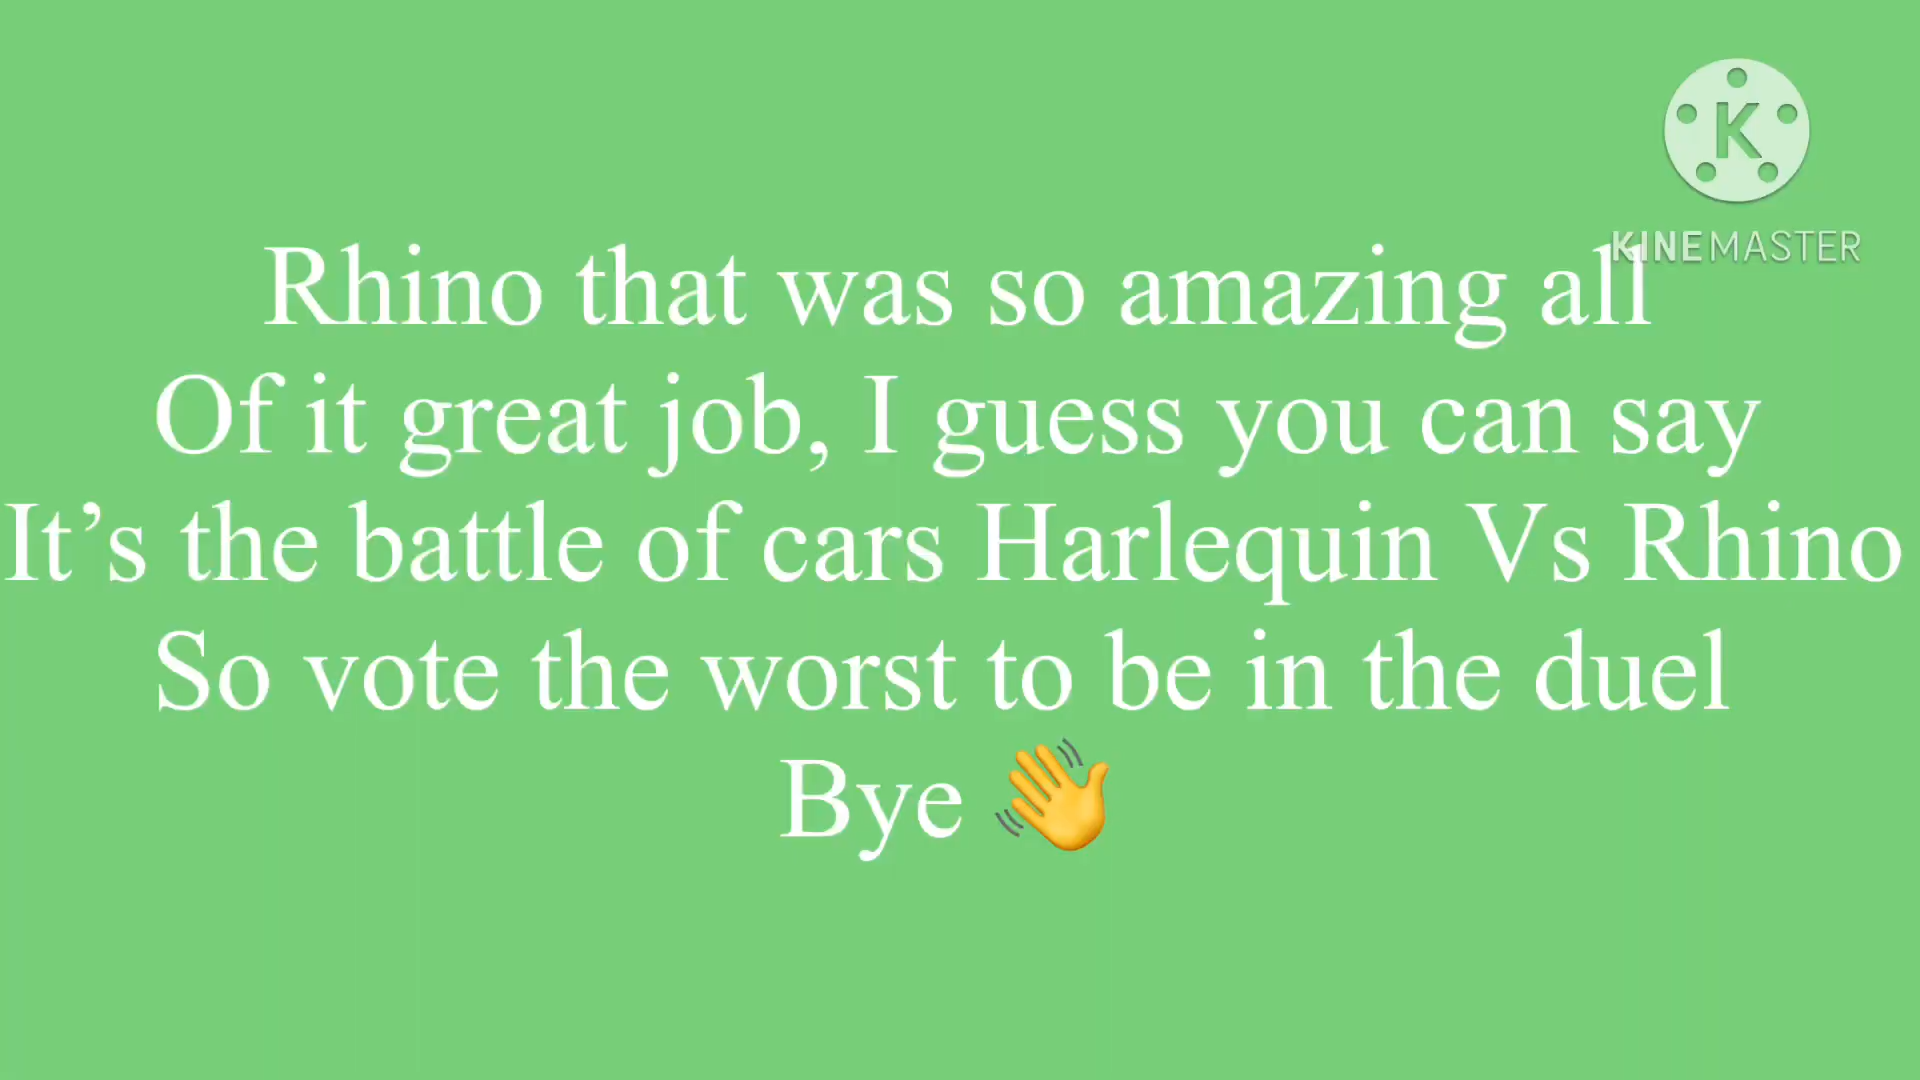 K
KINEMASTER
Rhino that was so amazing all
Of it great job, I guess you can say
It’s the battle of cars Harlequin Vs Rhino
So vote the worst to be in the duel
Bye 👋